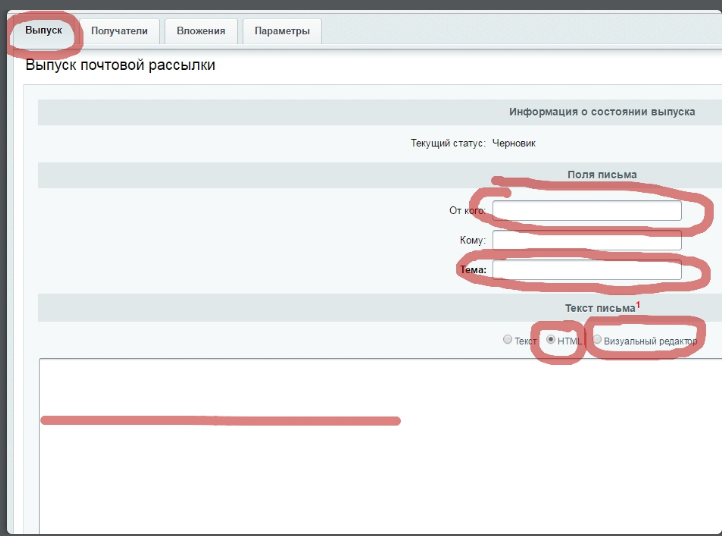 Выпуск Получатели Вложения Параметры
Выпуск почтовой рассылки
Информация о состоянии выпуска
Текущий статус: Черновик
Поля письма
От кого:
Кому:
Тема:
Текст письма1
Текст HTML Визуальный редактор